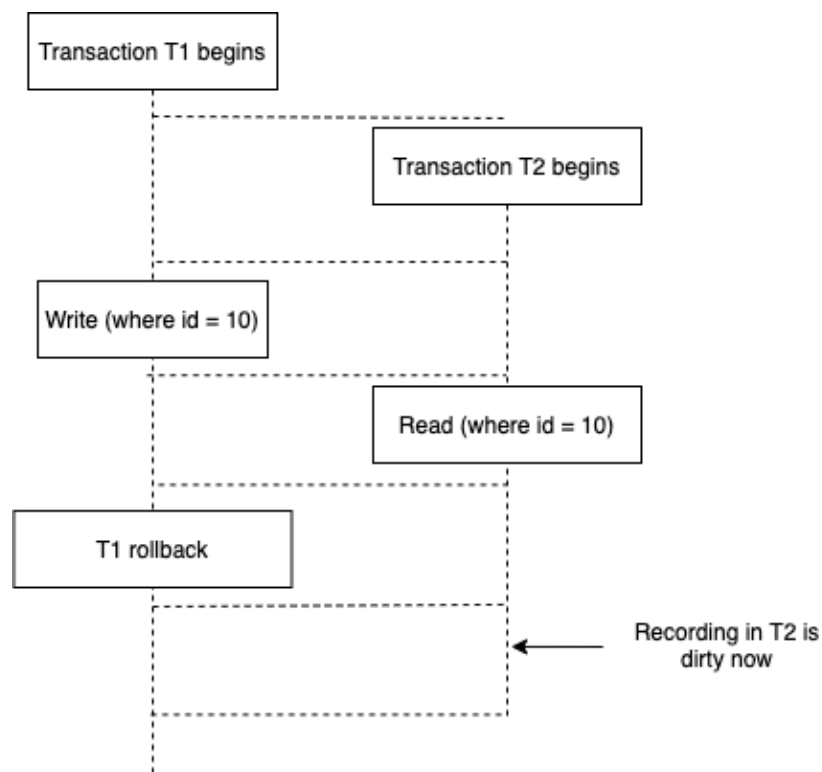 Transaction T1 begins
Transaction T2 begins
Write (where id = 10)
Read (where id = 10)
T1 rollback
Recording in T2 is
dirty now